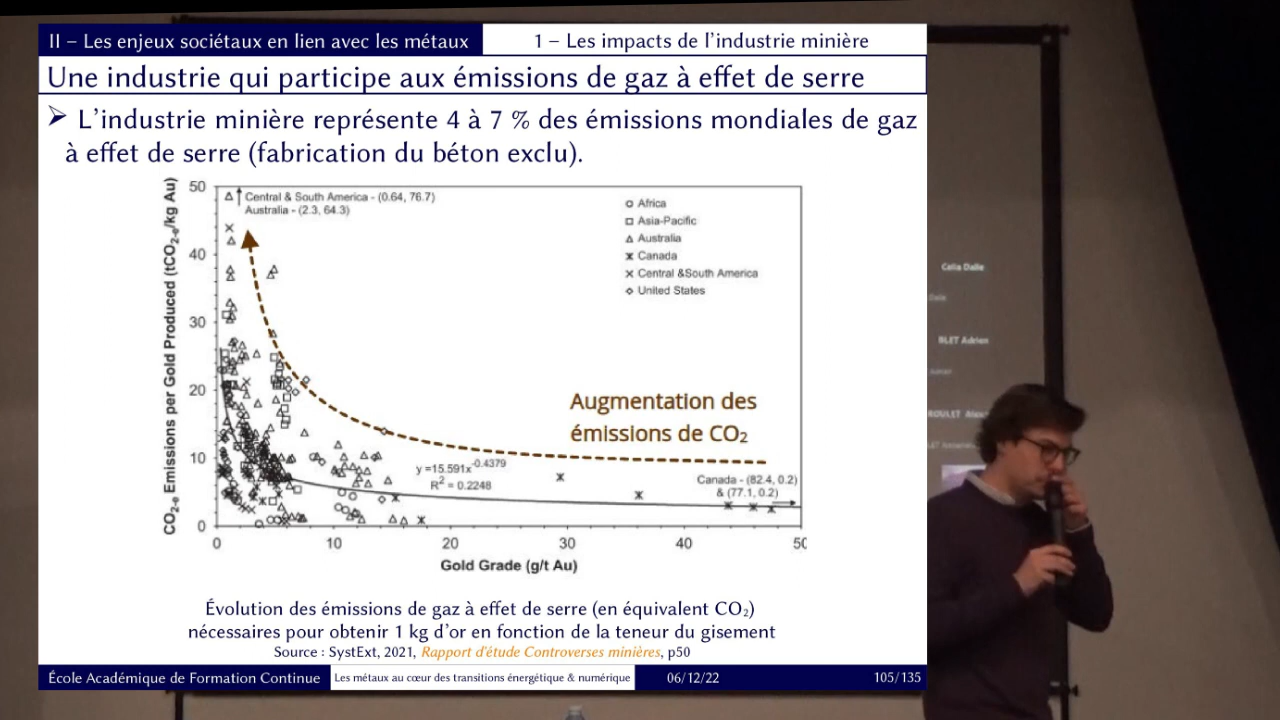 II – Les enjeux sociétaux en lien avec les métaux
1 – Les impacts de l'industrie minière
Une industrie qui participe aux émissions de gaz à effet de serre
➢ L'industrie minière représente 4 à 7 % des émissions mondiales de gaz
à effet de serre (fabrication du béton exclu).
CO2-e Emissions per Gold Produced (tCO2-e/kg Au)
50
40
30
20
10
0
Central & South America - (0.64, 76.7)
Australia - (2.3, 64.3)
Africa
Asia-Pacific
Australia
Canada
Central &South America
United States
Augmentation des
émissions de CO₂
y =15.591x^-0.4379
R² = 0.2248
Canada - (82.4, 0.2)
& (77.1, 0.2)
0 10 20 30 40 50
Gold Grade (g/t Au)
Évolution des émissions de gaz à effet de serre (en équivalent CO₂)
nécessaires pour obtenir 1 kg d'or en fonction de la teneur du gisement
Source : SystExt, 2021, Rapport d'étude Controverses minières, p50
École Académique de Formation Continue
Les métaux au cœur des transitions énergétique & numérique
06/12/22
105/135
Celia Dalle
Adrien